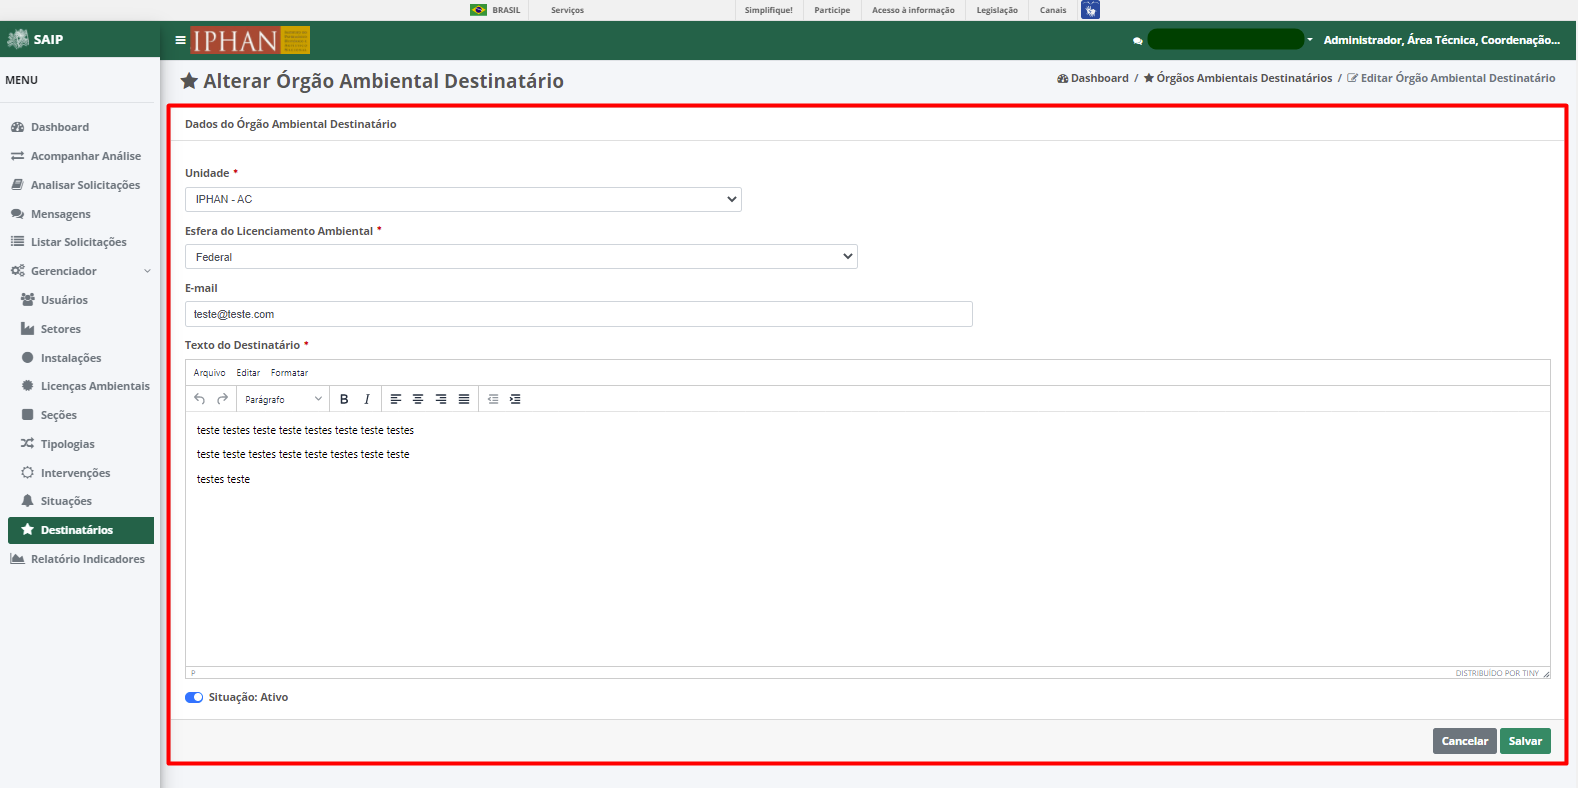 BRASIL Serviços Simplifique! Participe Acesso à informação Legislação Canais
SAIP
IPHAN
Administrador, Área Técnica, Coordenação...
MENU
Dashboard
Acompanhar Análise
Analisar Solicitações
Mensagens
Listar Solicitações
Gerenciador
Usuários
Setores
Instalações
Licenças Ambientais
Seções
Tipologias
Intervenções
Situações
Destinatários
Relatório Indicadores
Alterar Órgão Ambiental Destinatário
Dashboard / Órgãos Ambientais Destinatários / Editar Órgão Ambiental Destinatário
Dados do Órgão Ambiental Destinatário
Unidade *
IPHAN - AC
Esfera do Licenciamento Ambiental *
Federal
E-mail
teste@teste.com
Texto do Destinatário *
Arquivo Editar Formatar
Parágrafo B I
teste testes teste teste testes teste teste testes
teste teste testes teste teste testes teste teste
testes teste
P DISTRIBUÍDO POR TINY
Situação: Ativo
Cancelar Salvar